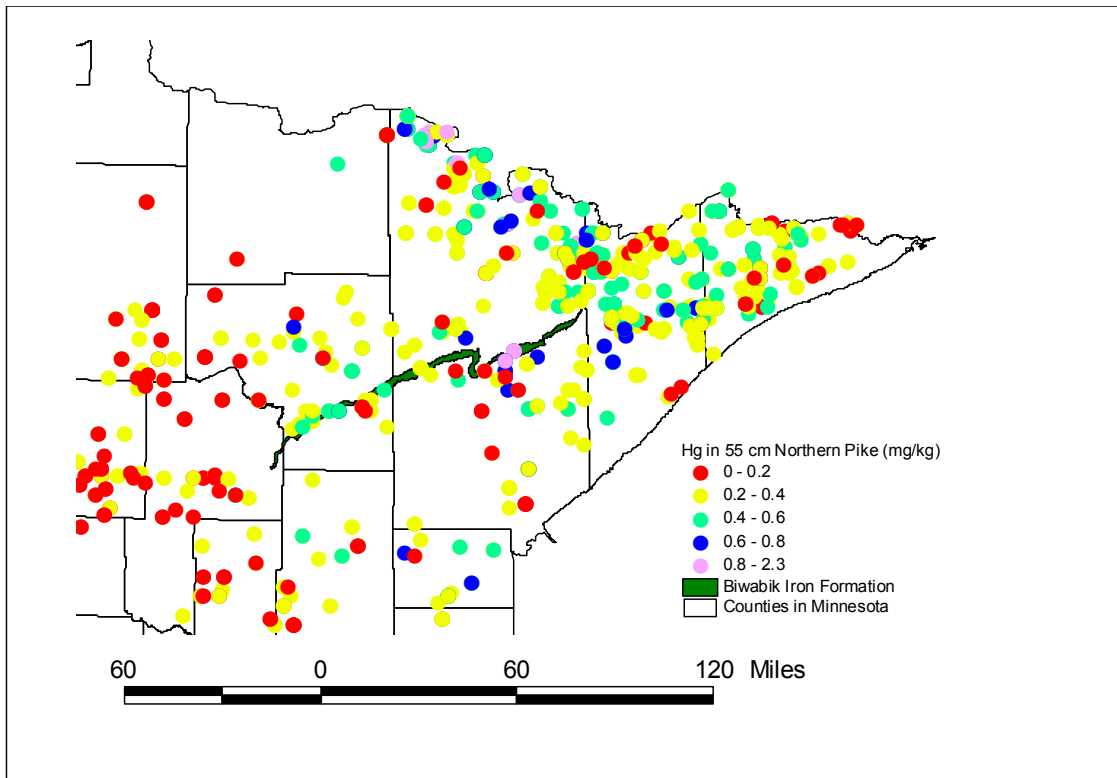 Hg in 55 cm Northern Pike (mg/kg)
0 - 0.2
0.2 - 0.4
0.4 - 0.6
0.6 - 0.8
0.8 - 2.3
Biwabik Iron Formation
Counties in Minnesota
60 0 60 120 Miles